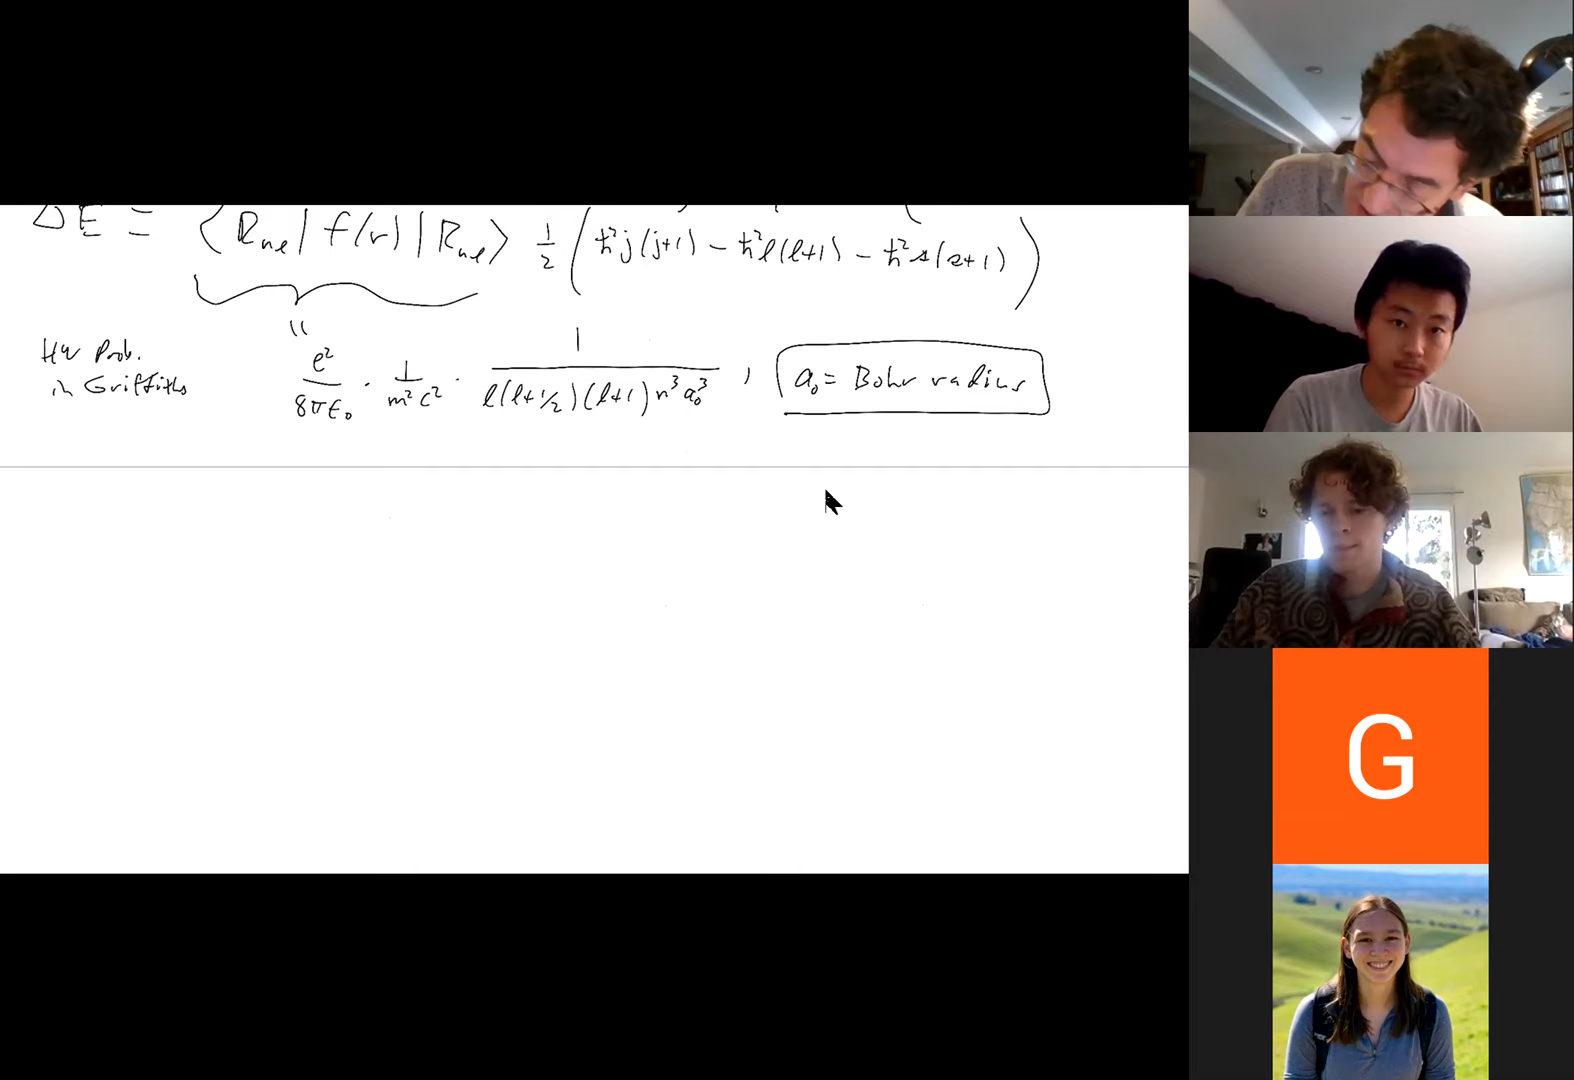 ΔE = ⟨R_nl | f(r) | R_nl⟩ 1/2 (ħ²j(j+1) − ħ²l(l+1) − ħ²s(s+1))
"
HW Prob.
in Griffiths
e²/8πε₀ · 1/m²c² · 1/l(l+1/2)(l+1)n³a₀³ , a₀ = Bohr radius
G